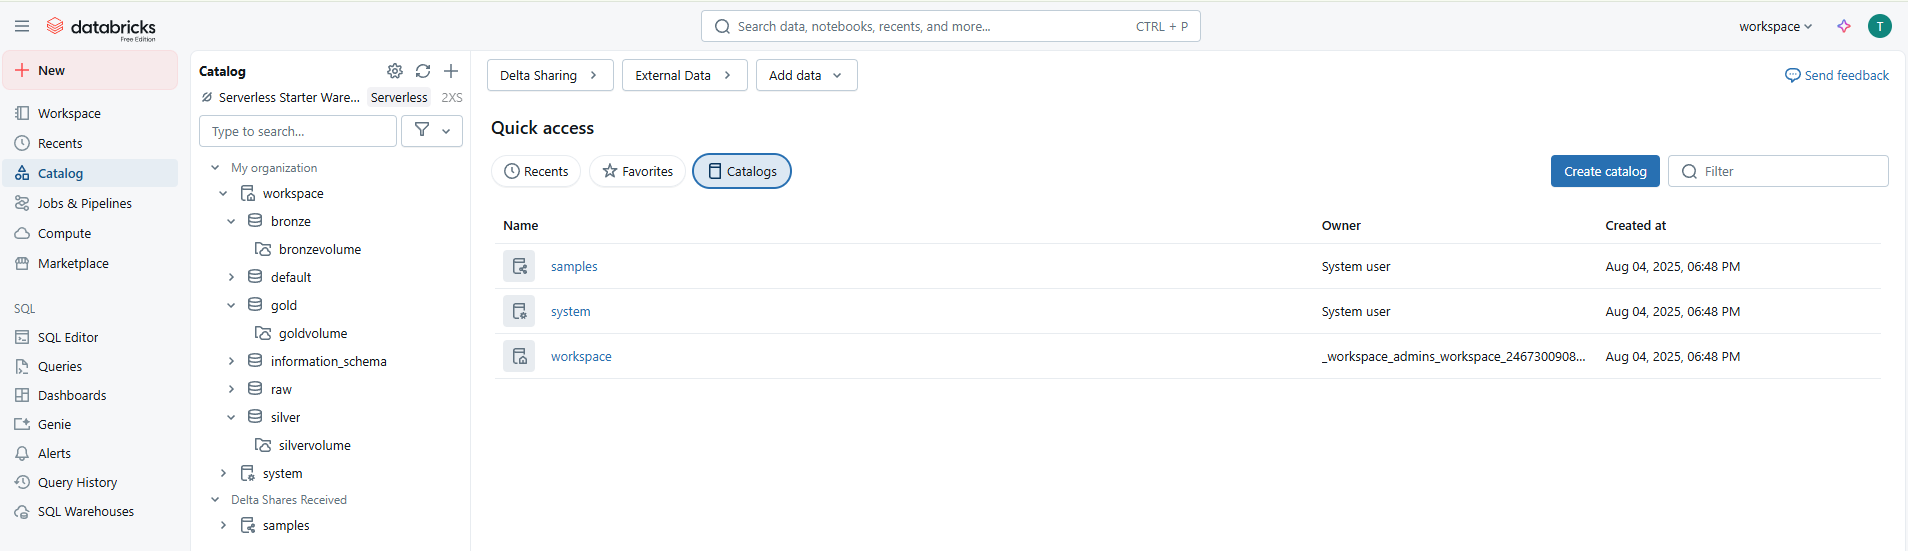 databricks
Free Edition
Search data, notebooks, recents, and more...
CTRL + P
workspace
T
New
Workspace
Recents
Catalog
Jobs & Pipelines
Compute
Marketplace
SQL
SQL Editor
Queries
Dashboards
Genie
Alerts
Query History
SQL Warehouses
Catalog
Serverless Starter Ware... Serverless 2XS
Type to search...
My organization
workspace
bronze
bronzevolume
default
gold
goldvolume
information_schema
raw
silver
silvervolume
system
Delta Shares Received
samples
Delta Sharing
External Data
Add data
Send feedback
Quick access
Recents
Favorites
Catalogs
Create catalog
Filter
Name Owner Created at
samples System user Aug 04, 2025, 06:48 PM
system System user Aug 04, 2025, 06:48 PM
workspace _workspace_admins_workspace_2467300908... Aug 04, 2025, 06:48 PM